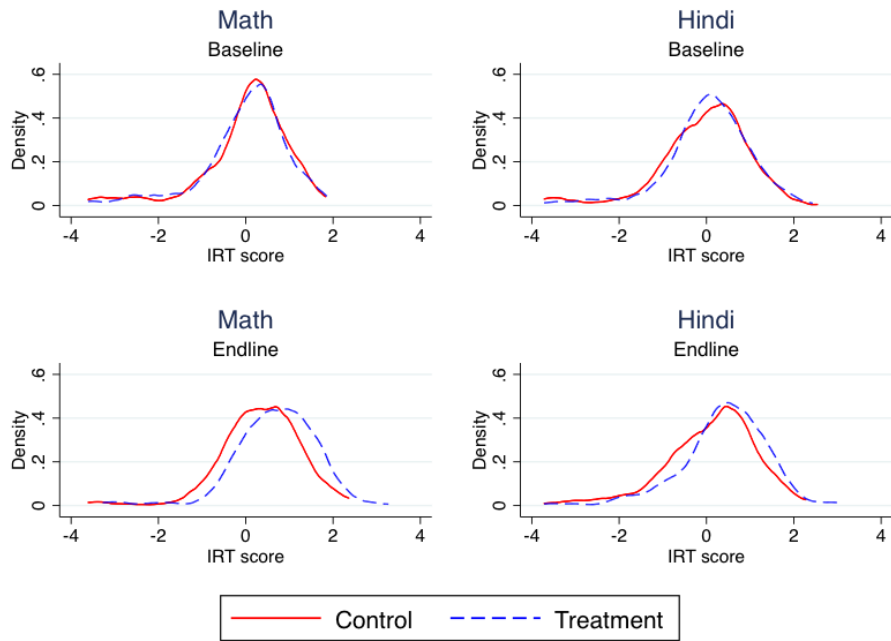 Math
Baseline
Density
0 .2 .4 .6
-4 -2 0 2 4
IRT score
Hindi
Baseline
Density
0 .2 .4 .6
-4 -2 0 2 4
IRT score
Math
Endline
Density
0 .2 .4 .6
-4 -2 0 2 4
IRT score
Hindi
Endline
Density
0 .2 .4 .6
-4 -2 0 2 4
IRT score
Control Treatment